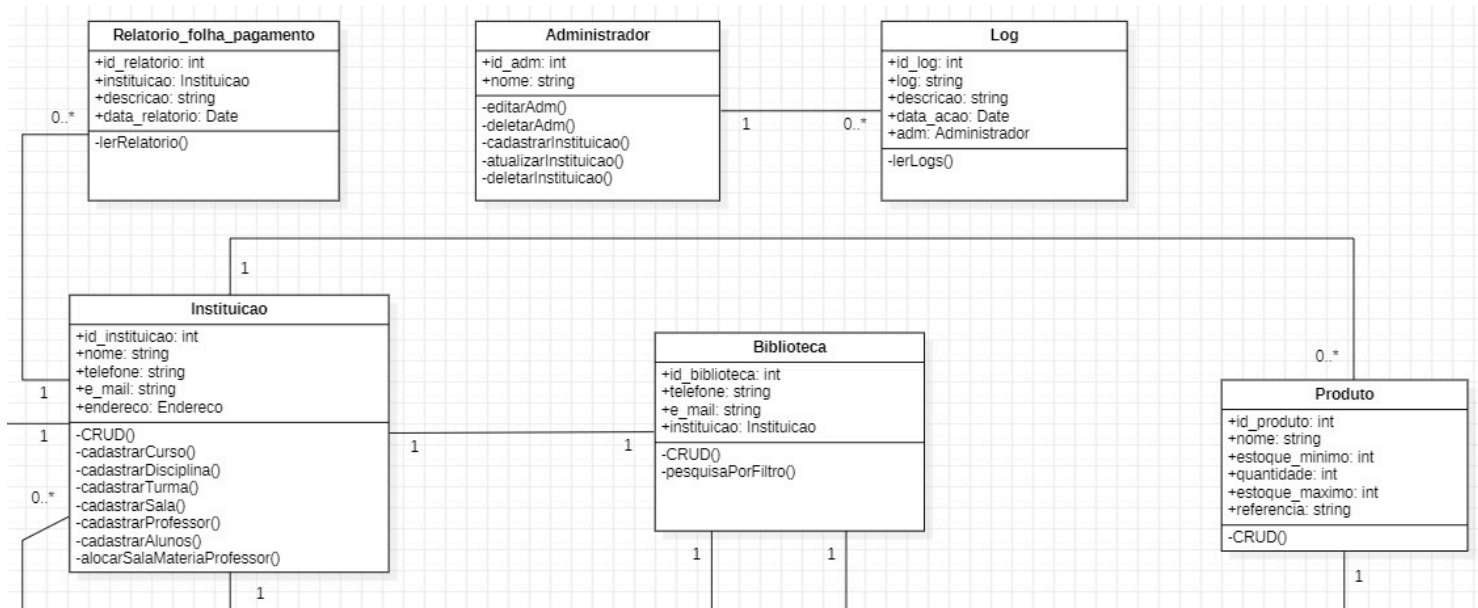 Relatorio_folha_pagamento
+id_relatorio: int
+instituicao: Instituicao
+descricao: string
+data_relatorio: Date
-lerRelatorio()
0..*
Administrador
+id_adm: int
+nome: string
-editarAdm()
-deletarAdm()
-cadastrarInstituicao()
-atualizarInstituicao()
-deletarInstituicao()
1
0..*
Log
+id_log: int
+log: string
+descricao: string
+data_acao: Date
+adm: Administrador
-lerLogs()
1
0..*
Instituicao
+id_instituicao: int
+nome: string
+telefone: string
+e_mail: string
+endereco: Endereco
-CRUD()
-cadastrarCurso()
-cadastrarDisciplina()
-cadastrarTurma()
-cadastrarSala()
-cadastrarProfessor()
-cadastrarAlunos()
-alocarSalaMateriaProfessor()
1
1
0..*
1
1
1
Biblioteca
+id_biblioteca: int
+telefone: string
+e_mail: string
+instituicao: Instituicao
-CRUD()
-pesquisaPorFiltro()
1
1
Produto
+id_produto: int
+nome: string
+estoque_minimo: int
+quantidade: int
+estoque_maximo: int
+referencia: string
-CRUD()
1